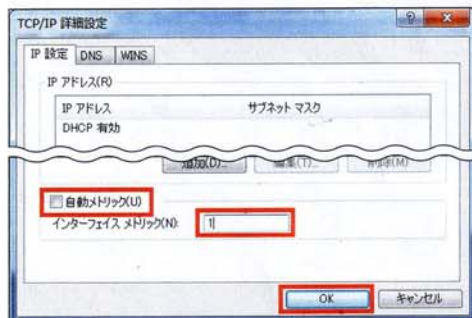 TCP/IP 詳細設定
IP 設定 DNS WINS
IP アドレス(R)
IP アドレス サブネット マスク
DHCP 有効
追加(D)... 編集(T)... 削除(M)
自動メトリック(U)
インターフェイス メトリック(N): 1
OK キャンセル